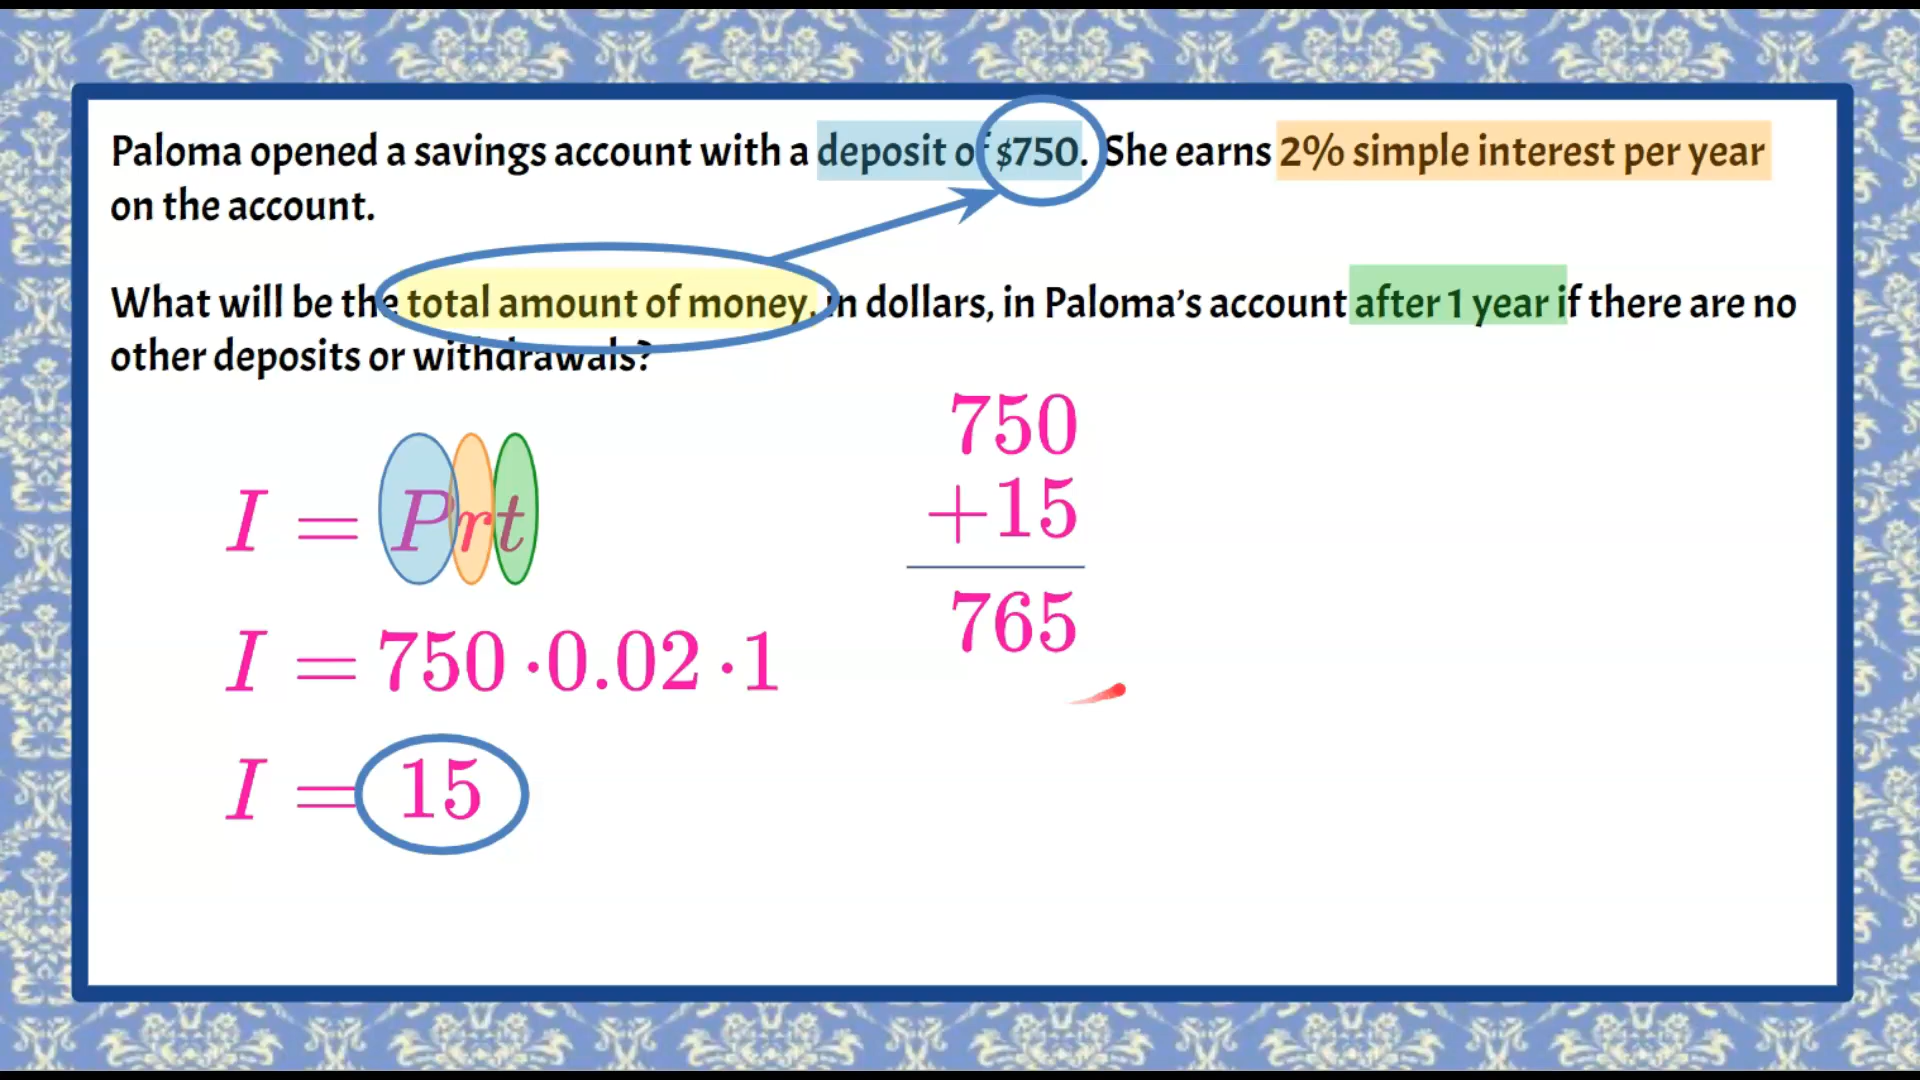 Paloma opened a savings account with a deposit of $750. She earns 2% simple interest per year
on the account.
What will be the total amount of money, in dollars, in Paloma's account after 1 year if there are no
other deposits or withdrawals?
I = Prt
I = 750 · 0.02 · 1
I = 15
750
+15
765